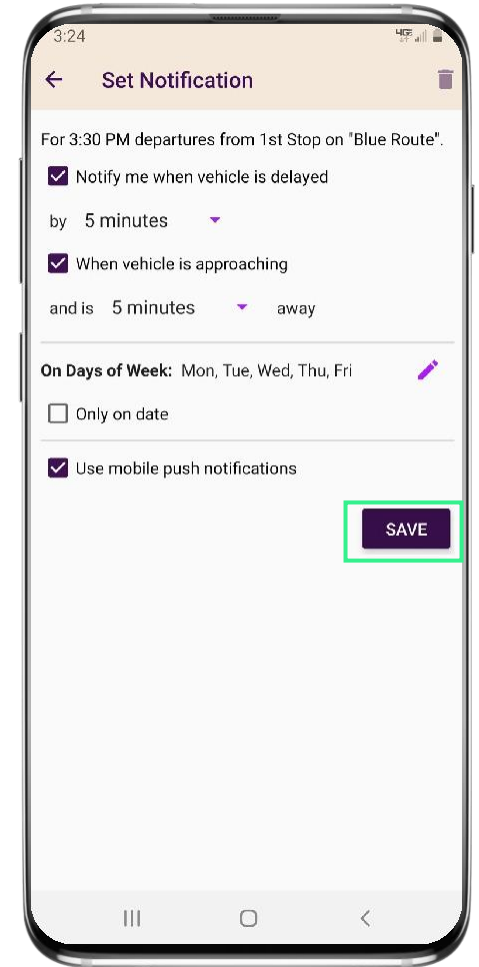 3:24 4GE
Set Notification
For 3:30 PM departures from 1st Stop on "Blue Route".
Notify me when vehicle is delayed
by 5 minutes
When vehicle is approaching
and is 5 minutes away
On Days of Week: Mon, Tue, Wed, Thu, Fri
Only on date
Use mobile push notifications
SAVE